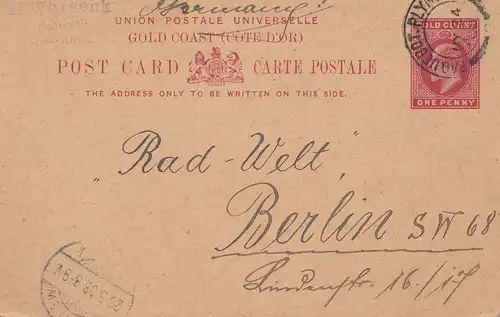 Germany!
UNION POSTALE UNIVERSELLE
GOLD COAST (CÔTE D'OR)
POST CARD CARTE POSTALE
THE ADDRESS ONLY TO BE WRITTEN ON THIS SIDE.
GOLD COAST
ONE PENNY
PAQUEBOT
„Rad-Welt"
Berlin SW 68
Lindenstr. 16/17